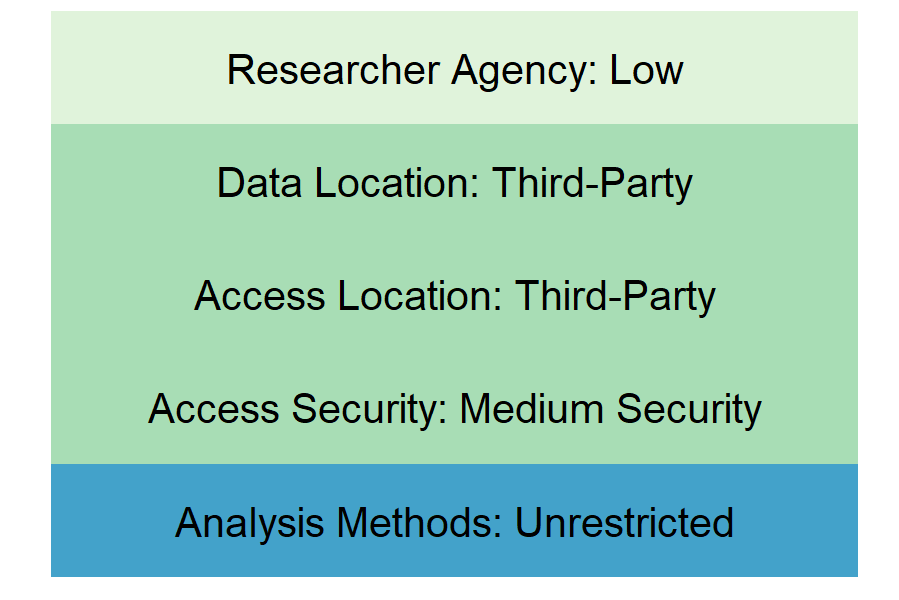 Researcher Agency: Low
Data Location: Third-Party
Access Location: Third-Party
Access Security: Medium Security
Analysis Methods: Unrestricted